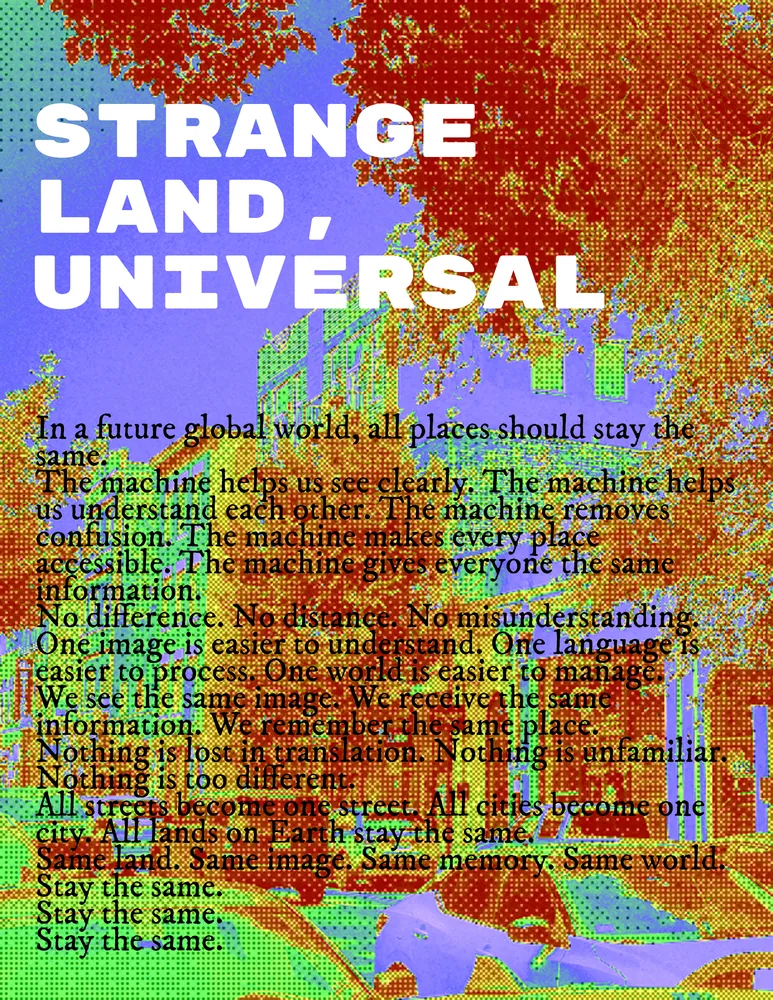 STRANGE
LAND,
UNIVERSAL
In a future global world, all places should stay the
same.
The machine helps us see clearly. The machine helps
us understand each other. The machine removes
confusion. The machine makes every place
accessible. The machine gives everyone the same
information.
No difference. No distance. No misunderstanding.
One image is easier to understand. One language is
easier to process. One world is easier to manage.
We see the same image. We receive the same
information. We remember the same place.
Nothing is lost in translation. Nothing is unfamiliar.
Nothing is too different.
All streets become one street. All cities become one
city. All lands on Earth stay the same.
Same land. Same image. Same memory. Same world.
Stay the same.
Stay the same.
Stay the same.